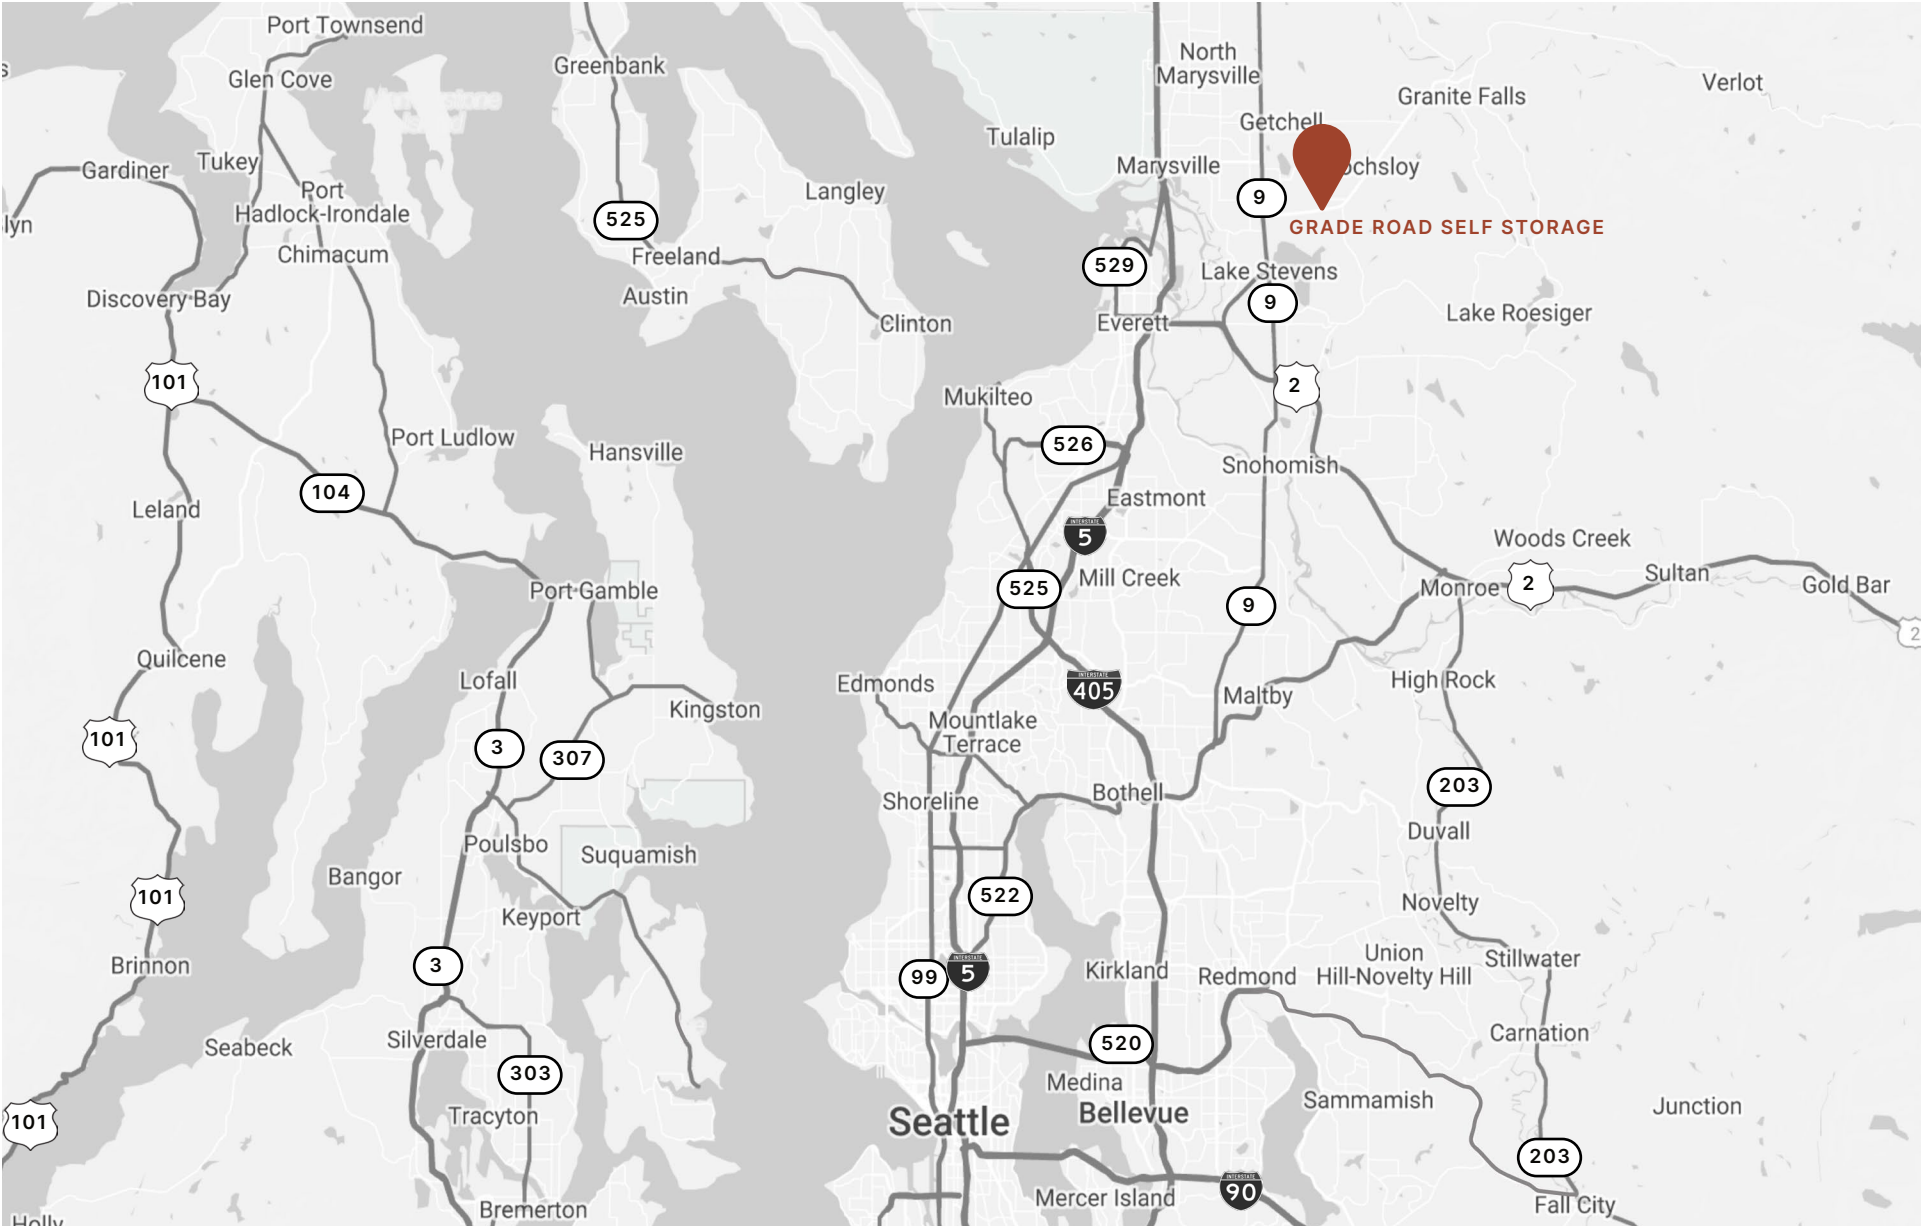 Port Townsend
Greenbank
North
Marysville
Glen Cove
Verlot
Granite Falls
Getchell
Tulalip
Marysville
Tukey
Gardiner
Port
Hadlock-Irondale
Langley
9
525
GRADE ROAD SELF STORAGE
Chimacum
Freeland
529
Lake Stevens
Discovery Bay
Austin
9
Lake Roesiger
Clinton
Everett
101
2
Mukilteo
Port Ludlow
526
Hansville
Snohomish
104
Eastmont
Leland
INTERSTATE
5
Woods Creek
525
Mill Creek
Sultan
Port Gamble
Monroe
2
Gold Bar
9
2
Quilcene
Lofall
Edmonds
INTERSTATE
405
Maltby
High Rock
Kingston
Mountlake
Terrace
101
3
307
203
Shoreline
Bothell
Duvall
Poulsbo
Suquamish
Bangor
101
522
Novelty
Keyport
Union
Hill-Novelty Hill
Stillwater
Brinnon
3
99
INTERSTATE
5
Kirkland
Redmond
Silverdale
Seabeck
520
Carnation
303
Medina
Sammamish
Junction
Seattle
Bellevue
Tracyton
101
203
INTERSTATE
90
Mercer Island
Bremerton
Fall City